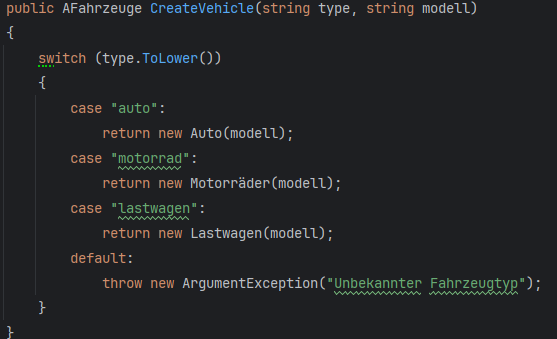 public AFahrzeuge CreateVehicle(string type, string modell)
{
    switch (type.ToLower())
    {
        case "auto":
            return new Auto(modell);
        case "motorrad":
            return new Motorräder(modell);
        case "lastwagen":
            return new Lastwagen(modell);
        default:
            throw new ArgumentException("Unbekannter Fahrzeugtyp");
    }
}